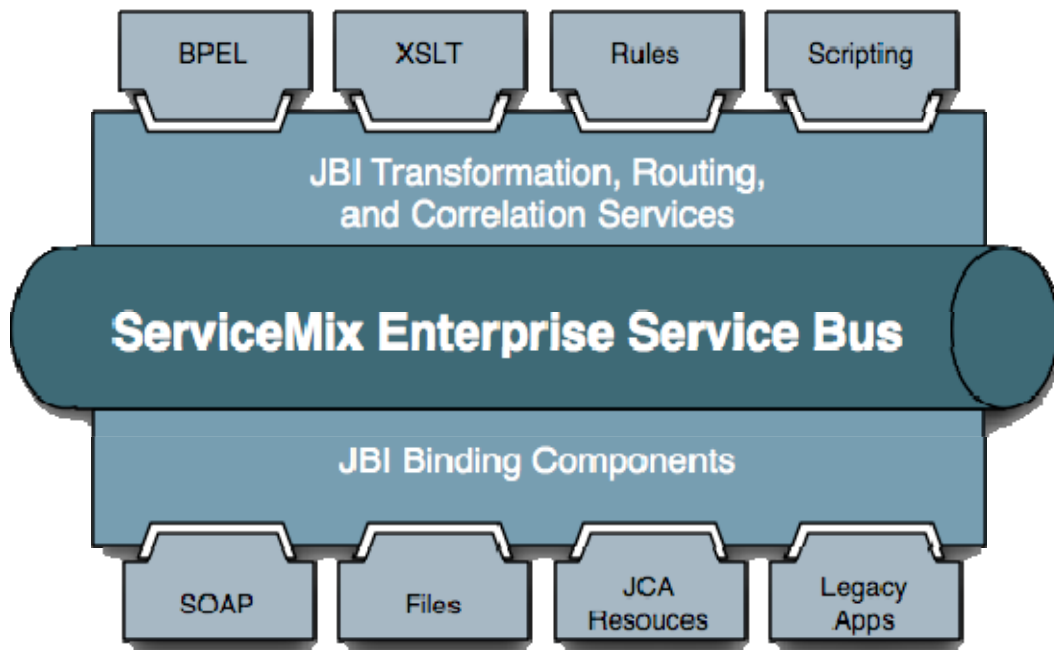 BPEL
XSLT
Rules
Scripting
JBI Transformation, Routing,
and Correlation Services
ServiceMix Enterprise Service Bus
JBI Binding Components
SOAP
Files
JCA
Resouces
Legacy
Apps